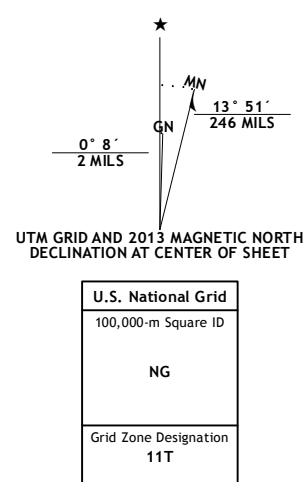 ★
MN
GN
13° 51´
246 MILS
0° 8´
2 MILS
UTM GRID AND 2013 MAGNETIC NORTH
DECLINATION AT CENTER OF SHEET
U.S. National Grid
100,000-m Square ID
NG
Grid Zone Designation
11T